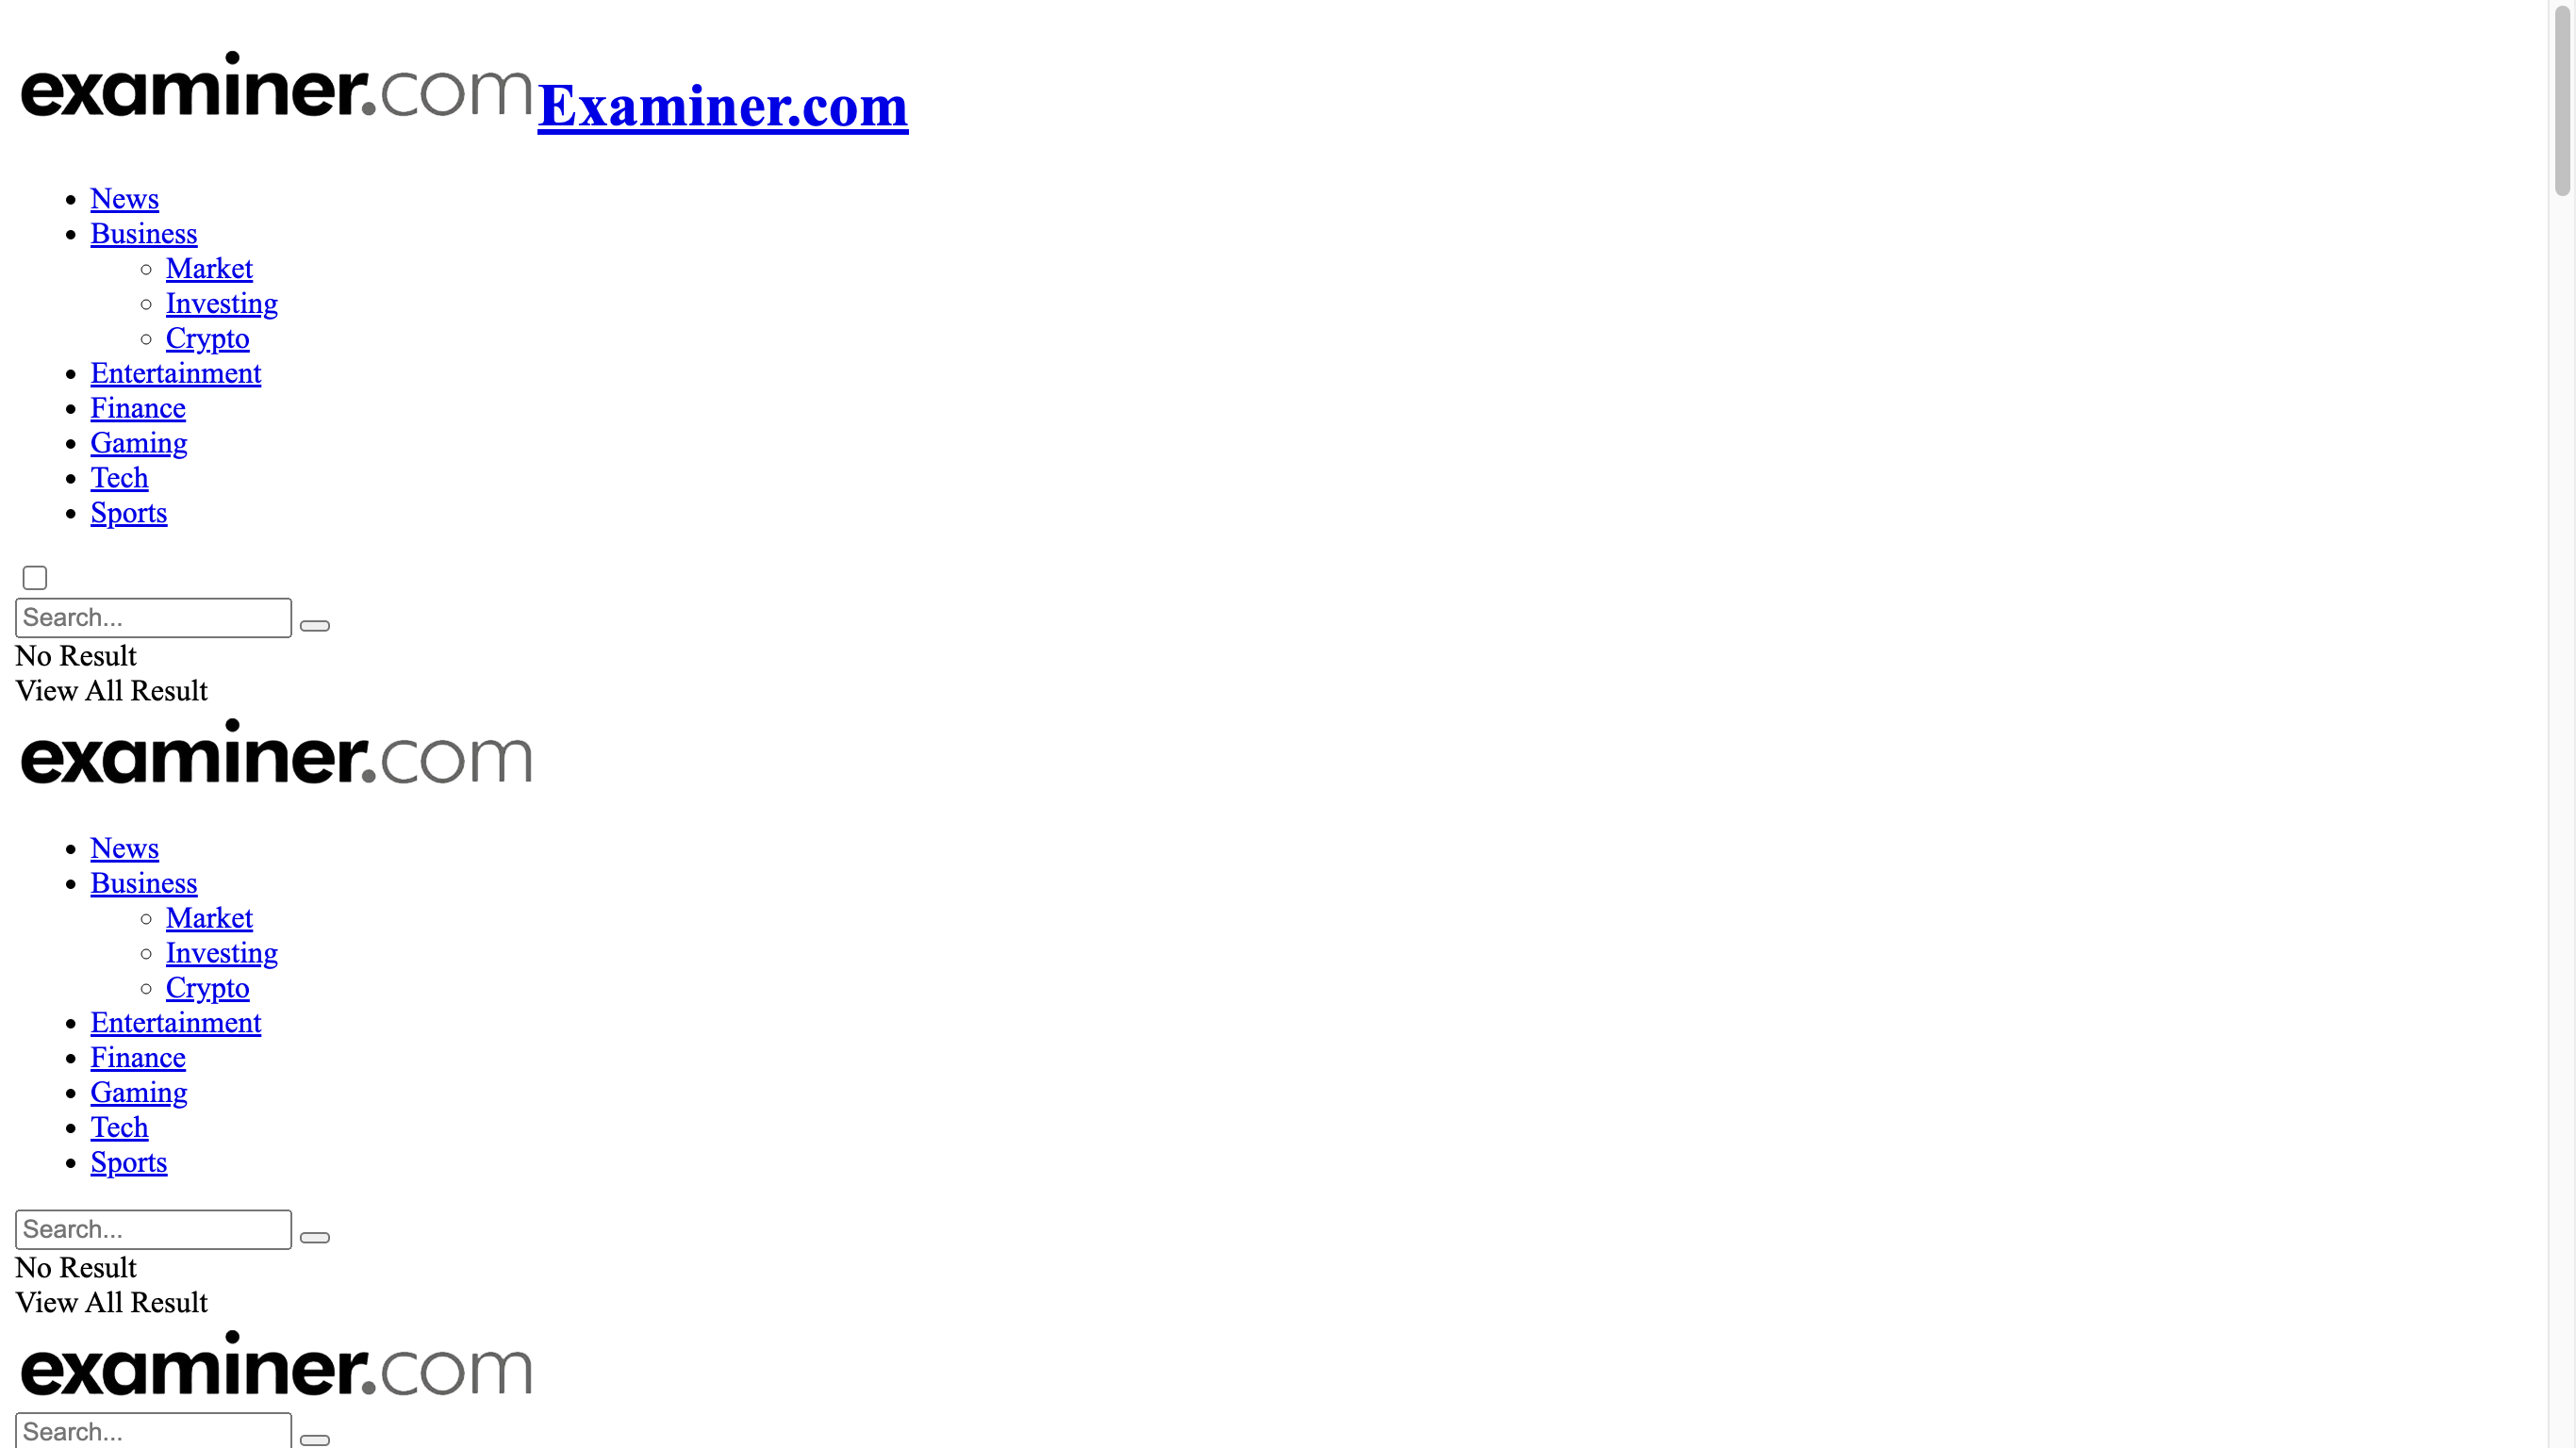 examiner.com Examiner.com
News
Business
Market
Investing
Crypto
Entertainment
Finance
Gaming
Tech
Sports
Search...
No Result
View All Result
examiner.com
News
Business
Market
Investing
Crypto
Entertainment
Finance
Gaming
Tech
Sports
Search...
No Result
View All Result
examiner.com
Search...